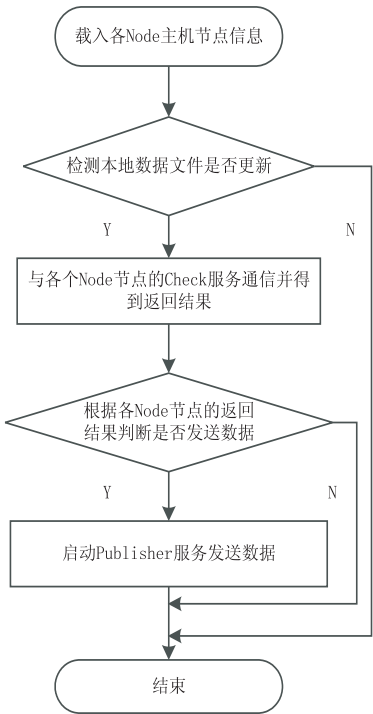 载入各Node主机节点信息
检测本地数据文件是否更新
Y
N
与各个Node节点的Check服务通信并得
到返回结果
根据各Node节点的返回
结果判断是否发送数据
Y
N
启动Publisher服务发送数据
结束